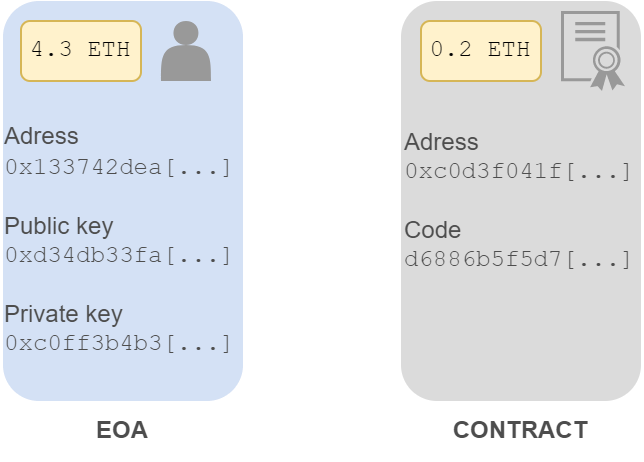 4.3 ETH
Adress
0x133742dea[...]
Public key
0xd34db33fa[...]
Private key
0xc0ff3b4b3[...]
EOA
0.2 ETH
Adress
0xc0d3f041f[...]
Code
d6886b5f5d7[...]
CONTRACT